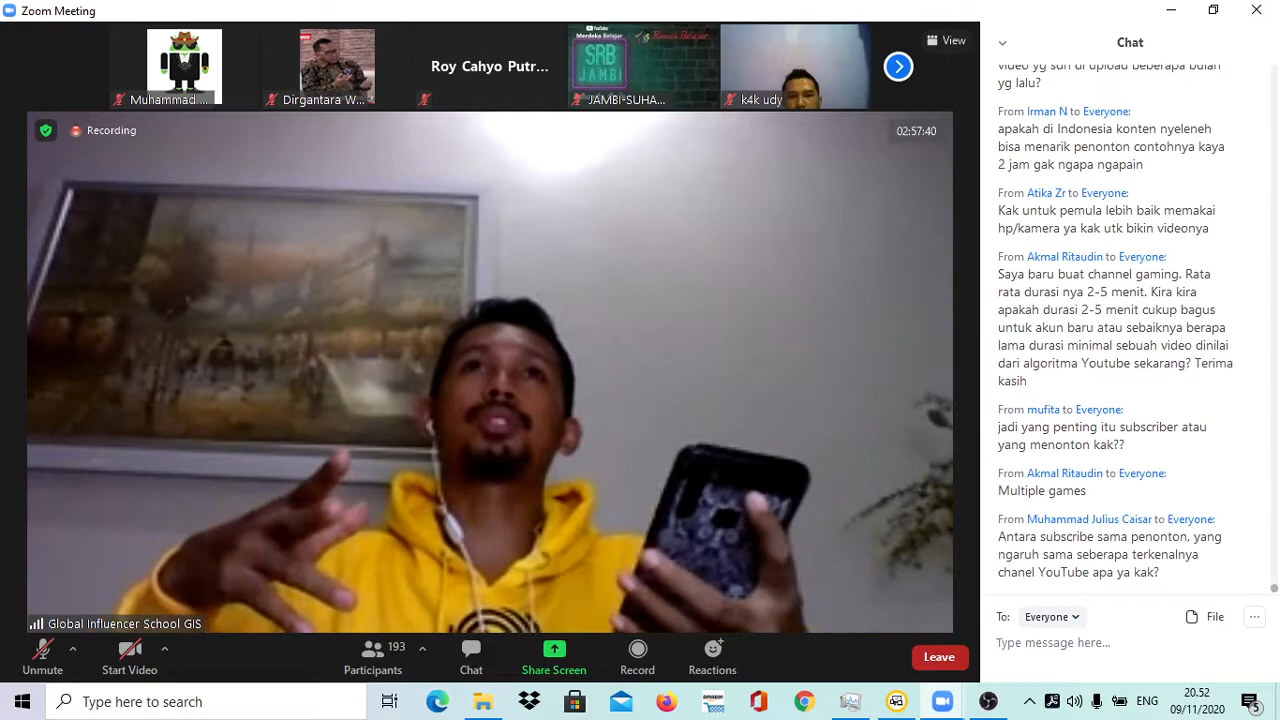 Zoom Meeting
Muhammad ...
Dirgantara W...
Roy Cahyo Putr...
YouTube
Merdeka Belajar
Rumah Belajar
SRB
JAMBI
JAMBI-SUHA...
k4k udy
View
Recording
02:57:40
Global Influencer School GIS
Chat
video yg sdh di upload beberapa bulan
yg lalu?
From Irman N to Everyone:
apakah di Indonesia konten nyeleneh
bisa menarik penonton contohnya kaya
2 jam gak ngapa ngapain
From Atika Zr to Everyone:
Kak untuk pemula lebih baik memakai
hp/kamera ya kak utk bikin videonya
From Akmal Ritaudin to Everyone:
Saya baru buat channel gaming. Rata
rata durasi nya 2-5 menit. Kira kira
apakah durasi 2-5 menit cukup bagus
untuk akun baru atau sebaiknya berapa
lama durasi minimal sebuah video dinilai
dari algoritma Youtube sekarang? Terima
kasih
From mufita to Everyone:
jadi yang penting itu subscriber atau
yang menonton kak??
From Akmal Ritaudin to Everyone:
Multiple games
From Muhammad Julius Caisar to Everyone:
Antara subscribe sama penonton, yang
ngaruh sama seberapa terkenalnya
chanel YouTube apa ya kak?
To: Everyone
File
Type message here...
Unmute
Start Video
193
Participants
Chat
Share Screen
Record
Reactions
Leave
Type here to search
amazon
ENG
20.52
09/11/2020
5